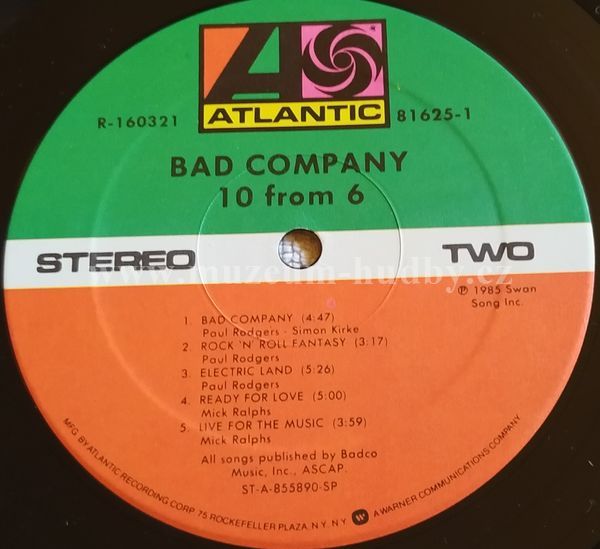 ATLANTIC
R-160321
81625-1
BAD COMPANY
10 from 6
STEREO
TWO
www.muzeum-hudby.cz
℗ 1985 Swan
Song Inc.
1. BAD COMPANY (4:47)
Paul Rodgers - Simon Kirke
2. ROCK 'N' ROLL FANTASY (3:17)
Paul Rodgers
3. ELECTRIC LAND (5:26)
Paul Rodgers
4. READY FOR LOVE (5:00)
Mick Ralphs
5. LIVE FOR THE MUSIC (3:59)
Mick Ralphs
All songs published by Badco
Music, Inc., ASCAP.
ST-A-855890-SP
MFG. BY ATLANTIC RECORDING CORP. 75 ROCKEFELLER PLAZA, N.Y. N.Y. A WARNER COMMUNICATIONS COMPANY